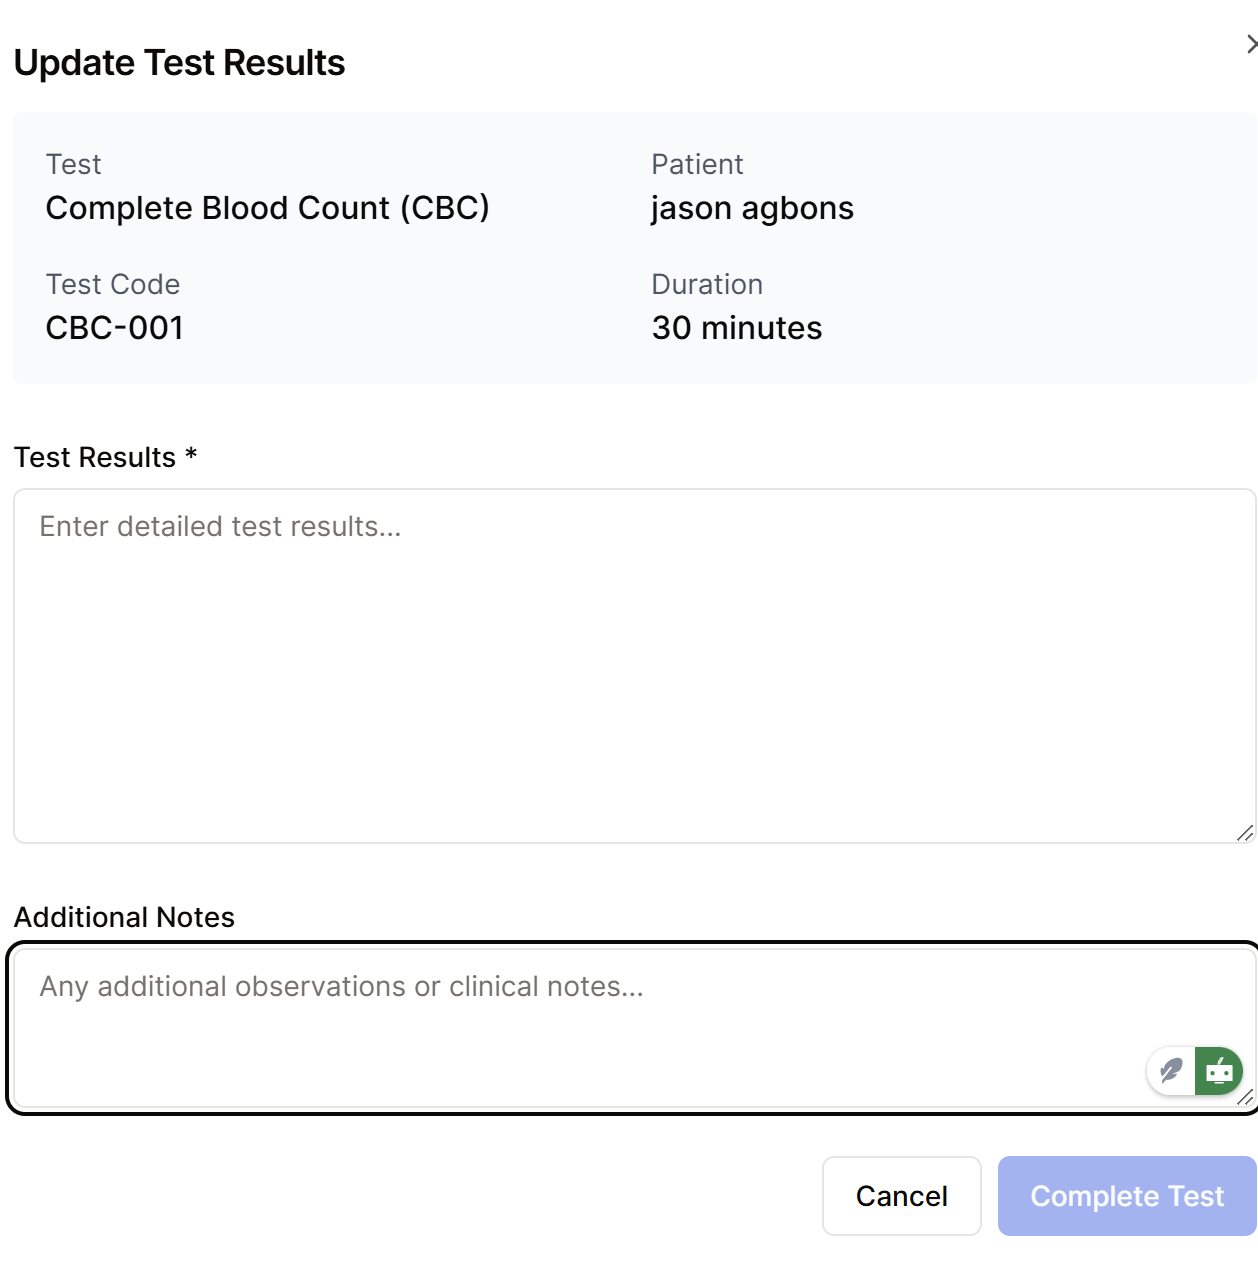 Update Test Results
Test
Patient
Complete Blood Count (CBC)
jason agbons
Test Code
Duration
CBC-001
30 minutes
Test Results *
Enter detailed test results...
Additional Notes
Any additional observations or clinical notes...
Cancel
Complete Test